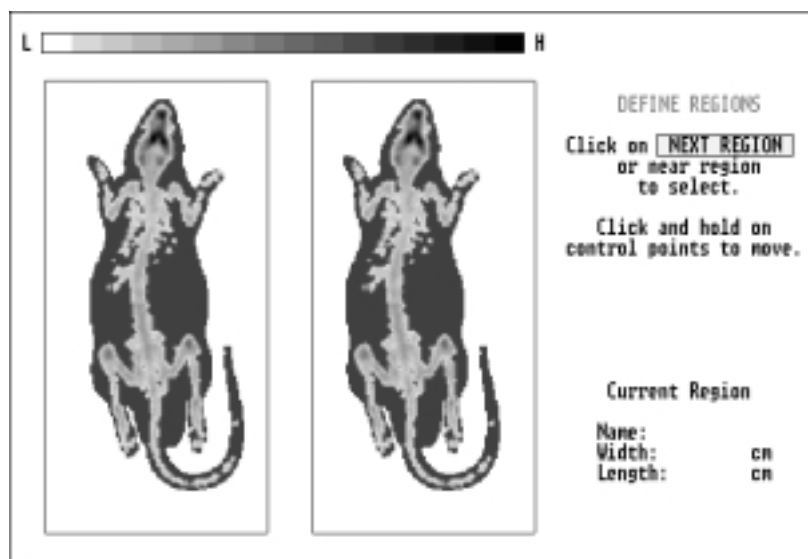 L H
DEFINE REGIONS
Click on NEXT REGION
or near region
to select.
Click and hold on
control points to move.
Current Region
Name:
Width: cm
Length: cm